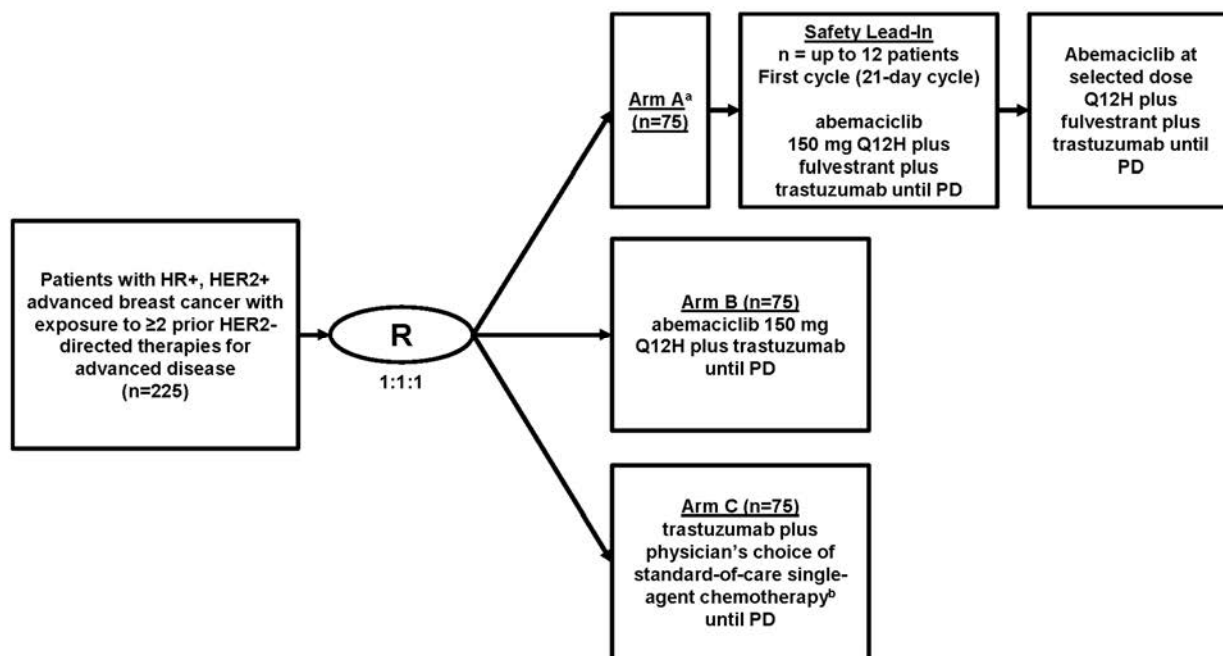 Patients with HR+, HER2+
advanced breast cancer with
exposure to ≥2 prior HER2-
directed therapies for
advanced disease
(n=225)
R
1:1:1
Arm Aᵃ
(n=75)
Safety Lead-In
n = up to 12 patients
First cycle (21-day cycle)
abemaciclib
150 mg Q12H plus
fulvestrant plus
trastuzumab until PD
Abemaciclib at
selected dose
Q12H plus
fulvestrant plus
trastuzumab until
PD
Arm B (n=75)
abemaciclib 150 mg
Q12H plus trastuzumab
until PD
Arm C (n=75)
trastuzumab plus
physician's choice of
standard-of-care single-
agent chemotherapyᵇ
until PD